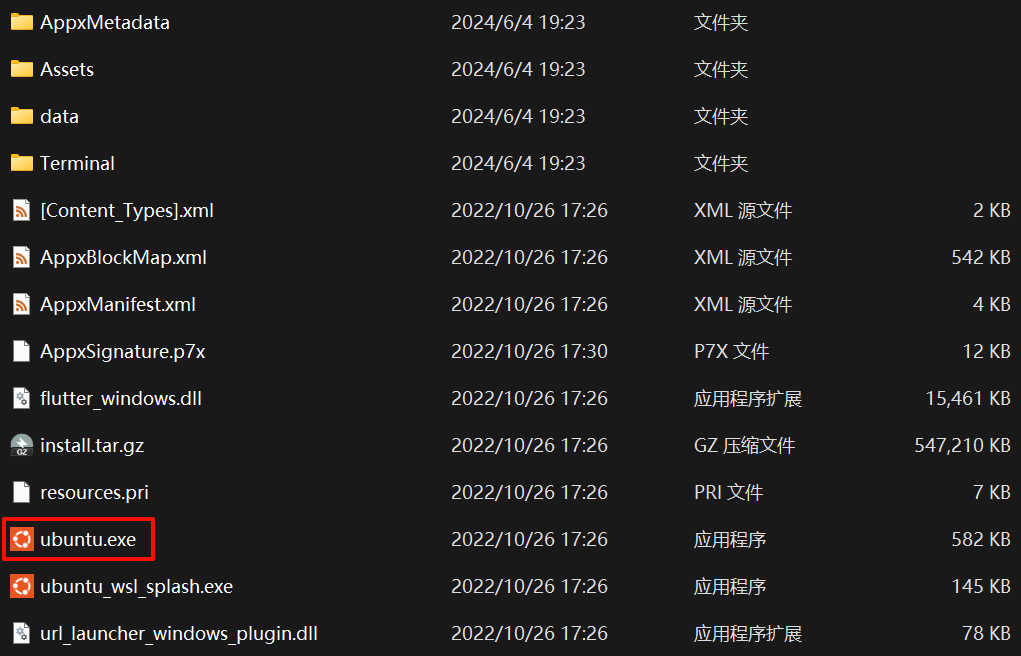 AppxMetadata 2024/6/4 19:23 文件夹
Assets 2024/6/4 19:23 文件夹
data 2024/6/4 19:23 文件夹
Terminal 2024/6/4 19:23 文件夹
[Content_Types].xml 2022/10/26 17:26 XML 源文件 2 KB
AppxBlockMap.xml 2022/10/26 17:26 XML 源文件 542 KB
AppxManifest.xml 2022/10/26 17:26 XML 源文件 4 KB
AppxSignature.p7x 2022/10/26 17:30 P7X 文件 12 KB
flutter_windows.dll 2022/10/26 17:26 应用程序扩展 15,461 KB
GZ install.tar.gz 2022/10/26 17:26 GZ 压缩文件 547,210 KB
resources.pri 2022/10/26 17:26 PRI 文件 7 KB
ubuntu.exe 2022/10/26 17:26 应用程序 582 KB
ubuntu_wsl_splash.exe 2022/10/26 17:26 应用程序 145 KB
url_launcher_windows_plugin.dll 2022/10/26 17:26 应用程序扩展 78 KB